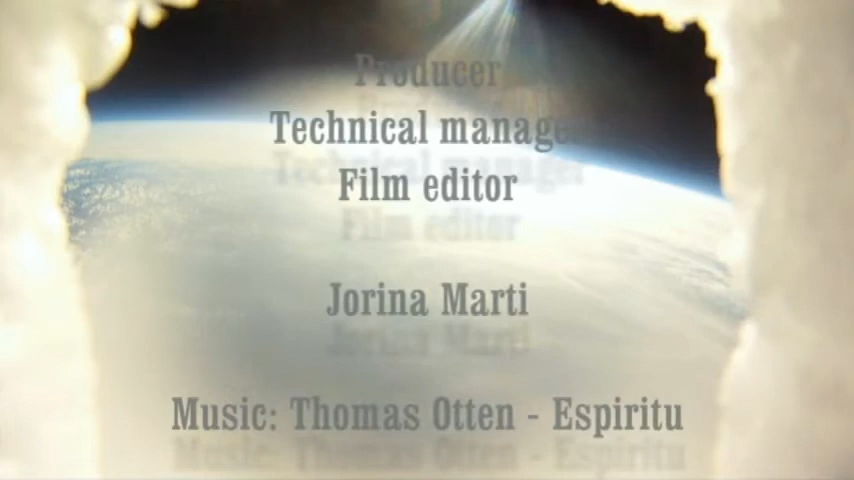 Producer
Technical manager
Film editor
Jorina Marti
Music: Thomas Otten - Espiritu